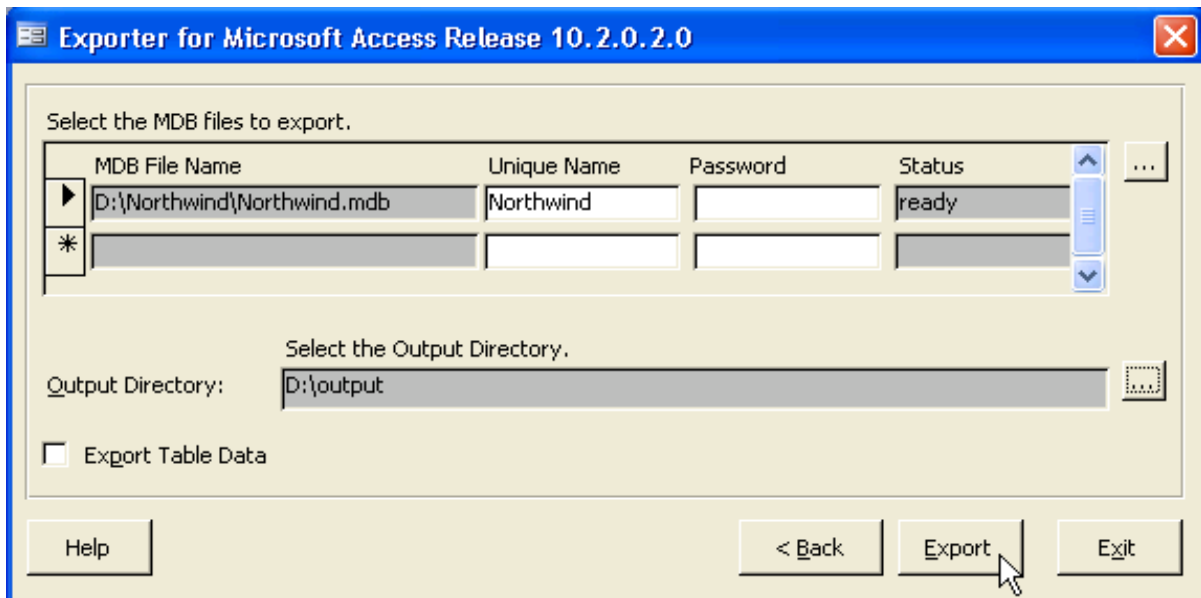 Exporter for Microsoft Access Release 10.2.0.2.0
Select the MDB files to export.
MDB File Name Unique Name Password Status
D:\Northwind\Northwind.mdb Northwind ready
...
Select the Output Directory.
Output Directory: D:\output ...
Export Table Data
Help < Back Export Exit